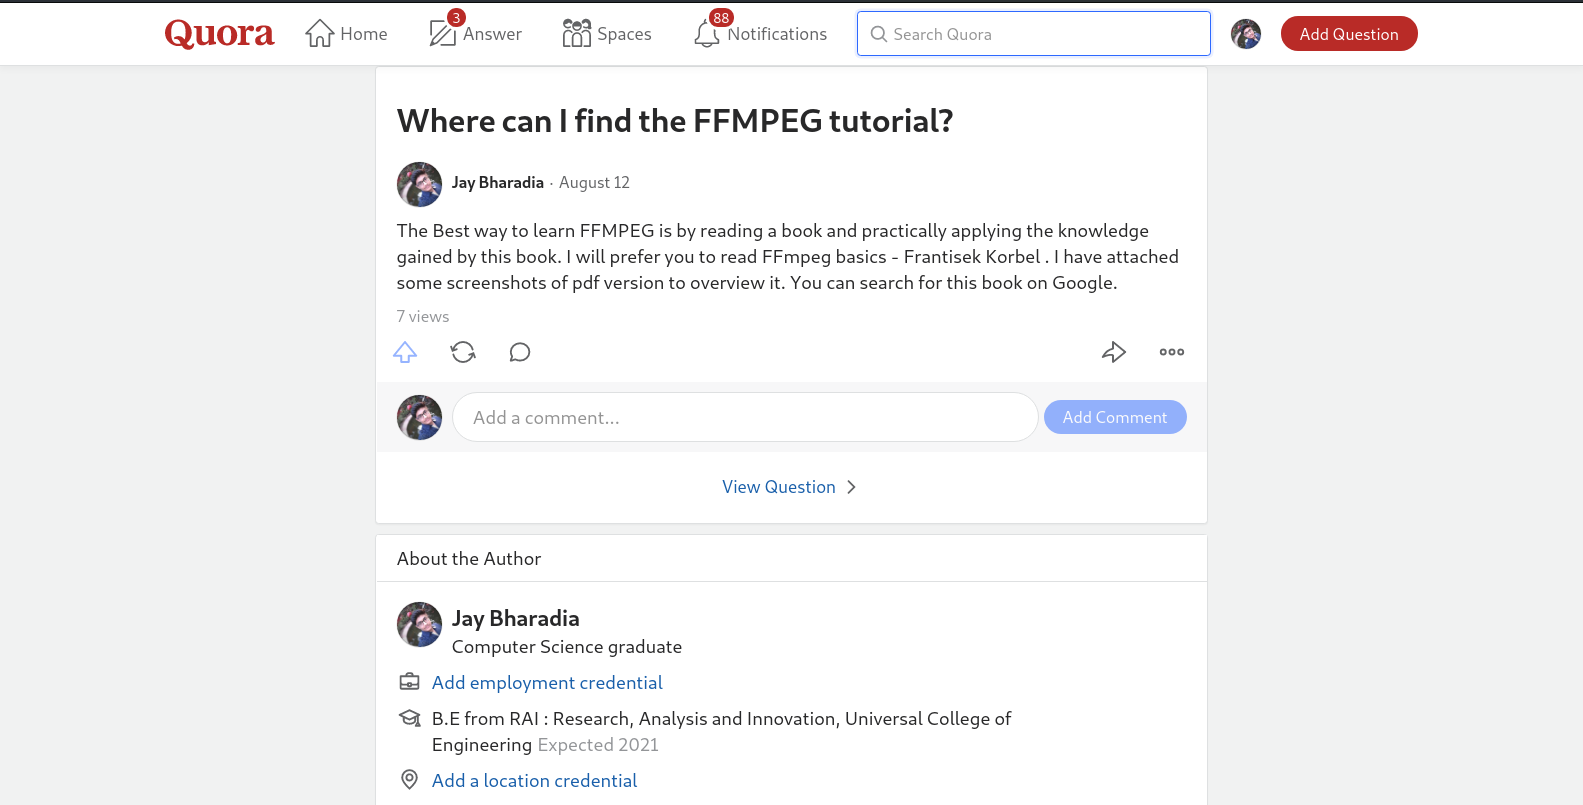 Quora
Home
3
Answer
Spaces
88
Notifications
Search Quora
Add Question
Where can I find the FFMPEG tutorial?
Jay Bharadia · August 12
The Best way to learn FFMPEG is by reading a book and practically applying the knowledge
gained by this book. I will prefer you to read FFmpeg basics - Frantisek Korbel . I have attached
some screenshots of pdf version to overview it. You can search for this book on Google.
7 views
Add a comment...
Add Comment
View Question
About the Author
Jay Bharadia
Computer Science graduate
Add employment credential
B.E from RAI : Research, Analysis and Innovation, Universal College of
Engineering Expected 2021
Add a location credential